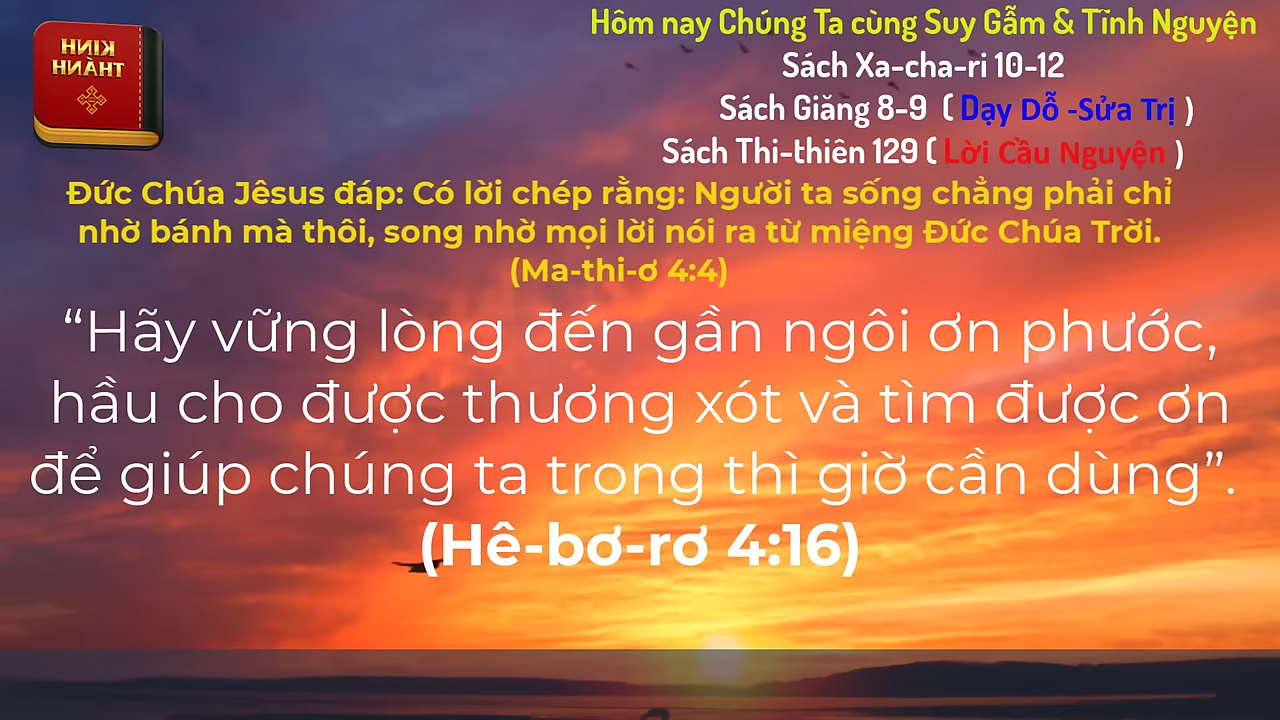 KINH
THÀNH
Hôm nay Chúng Ta cùng Suy Gẫm & Tĩnh Nguyện
Sách Xa-cha-ri 10-12
Sách Giăng 8-9 ( Dạy Dỗ -Sửa Trị )
Sách Thi-thiên 129 ( Lời Cầu Nguyện )
Đức Chúa Jêsus đáp: Có lời chép rằng: Người ta sống chẳng phải chỉ
nhờ bánh mà thôi, song nhờ mọi lời nói ra từ miệng Đức Chúa Trời.
(Ma-thi-ơ 4:4)
“Hãy vững lòng đến gần ngôi ơn phước,
hầu cho được thương xót và tìm được ơn
để giúp chúng ta trong thì giờ cần dùng”.
(Hê-bơ-rơ 4:16)